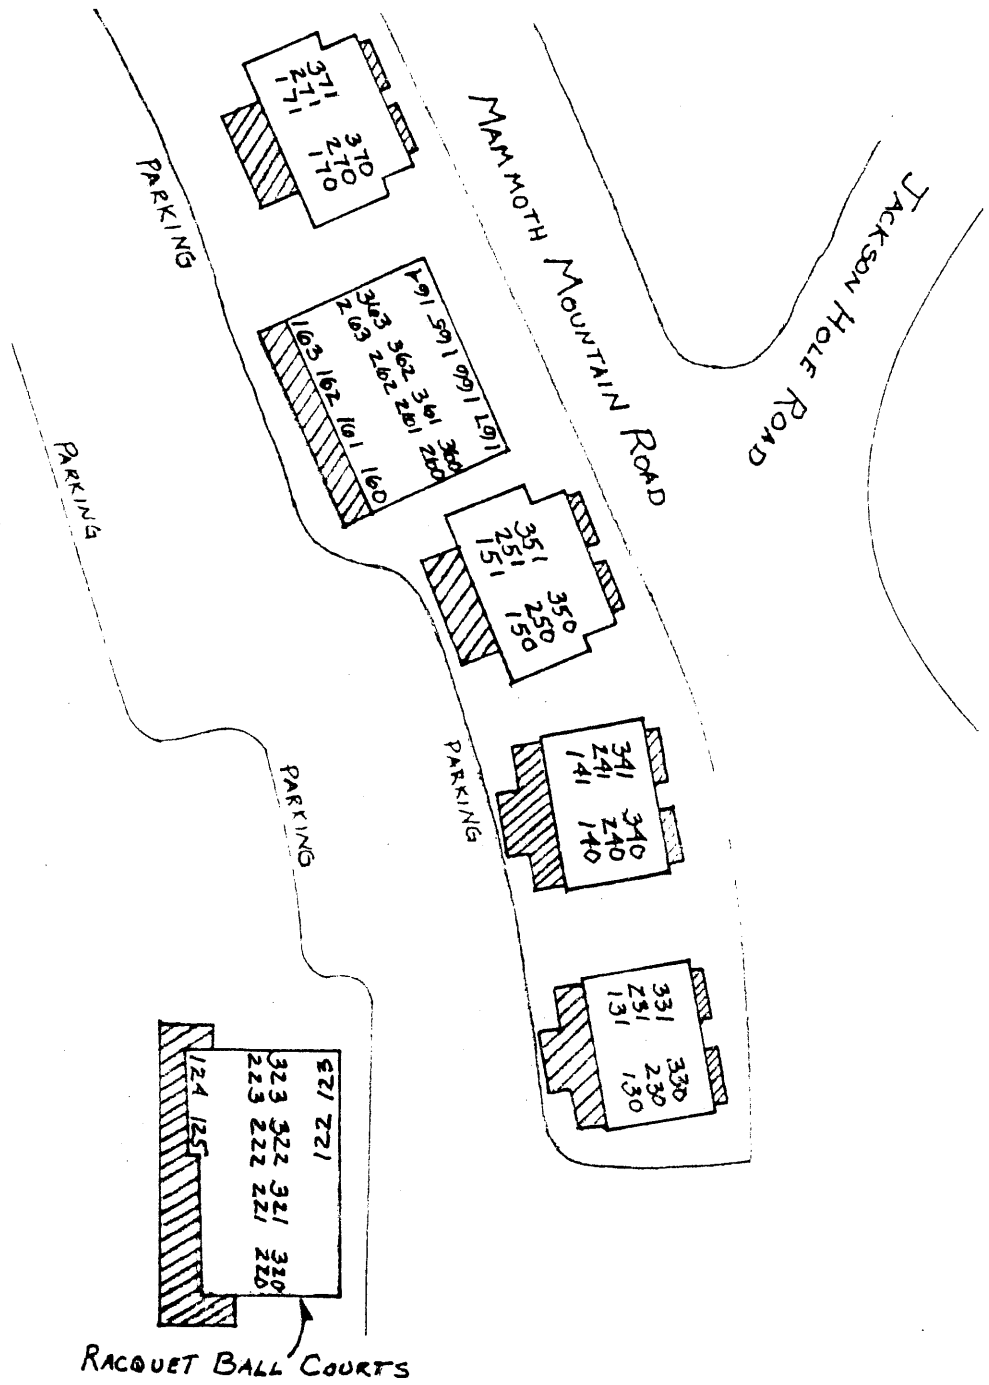 371
271
171
370
270
170
PARKING
MAMMOTH MOUNTAIN ROAD
JACKSON HOLE ROAD
164 165 166 167
363 362 361 360
263 262 261 260
163 162 161 160
PARKING
351
251
151
350
250
150
PARKING
PARKING
341
241
141
340
240
140
331
231
131
330
230
130
123 122
323 322 321 320
223 222 221 220
124 125
RACQUET BALL COURTS